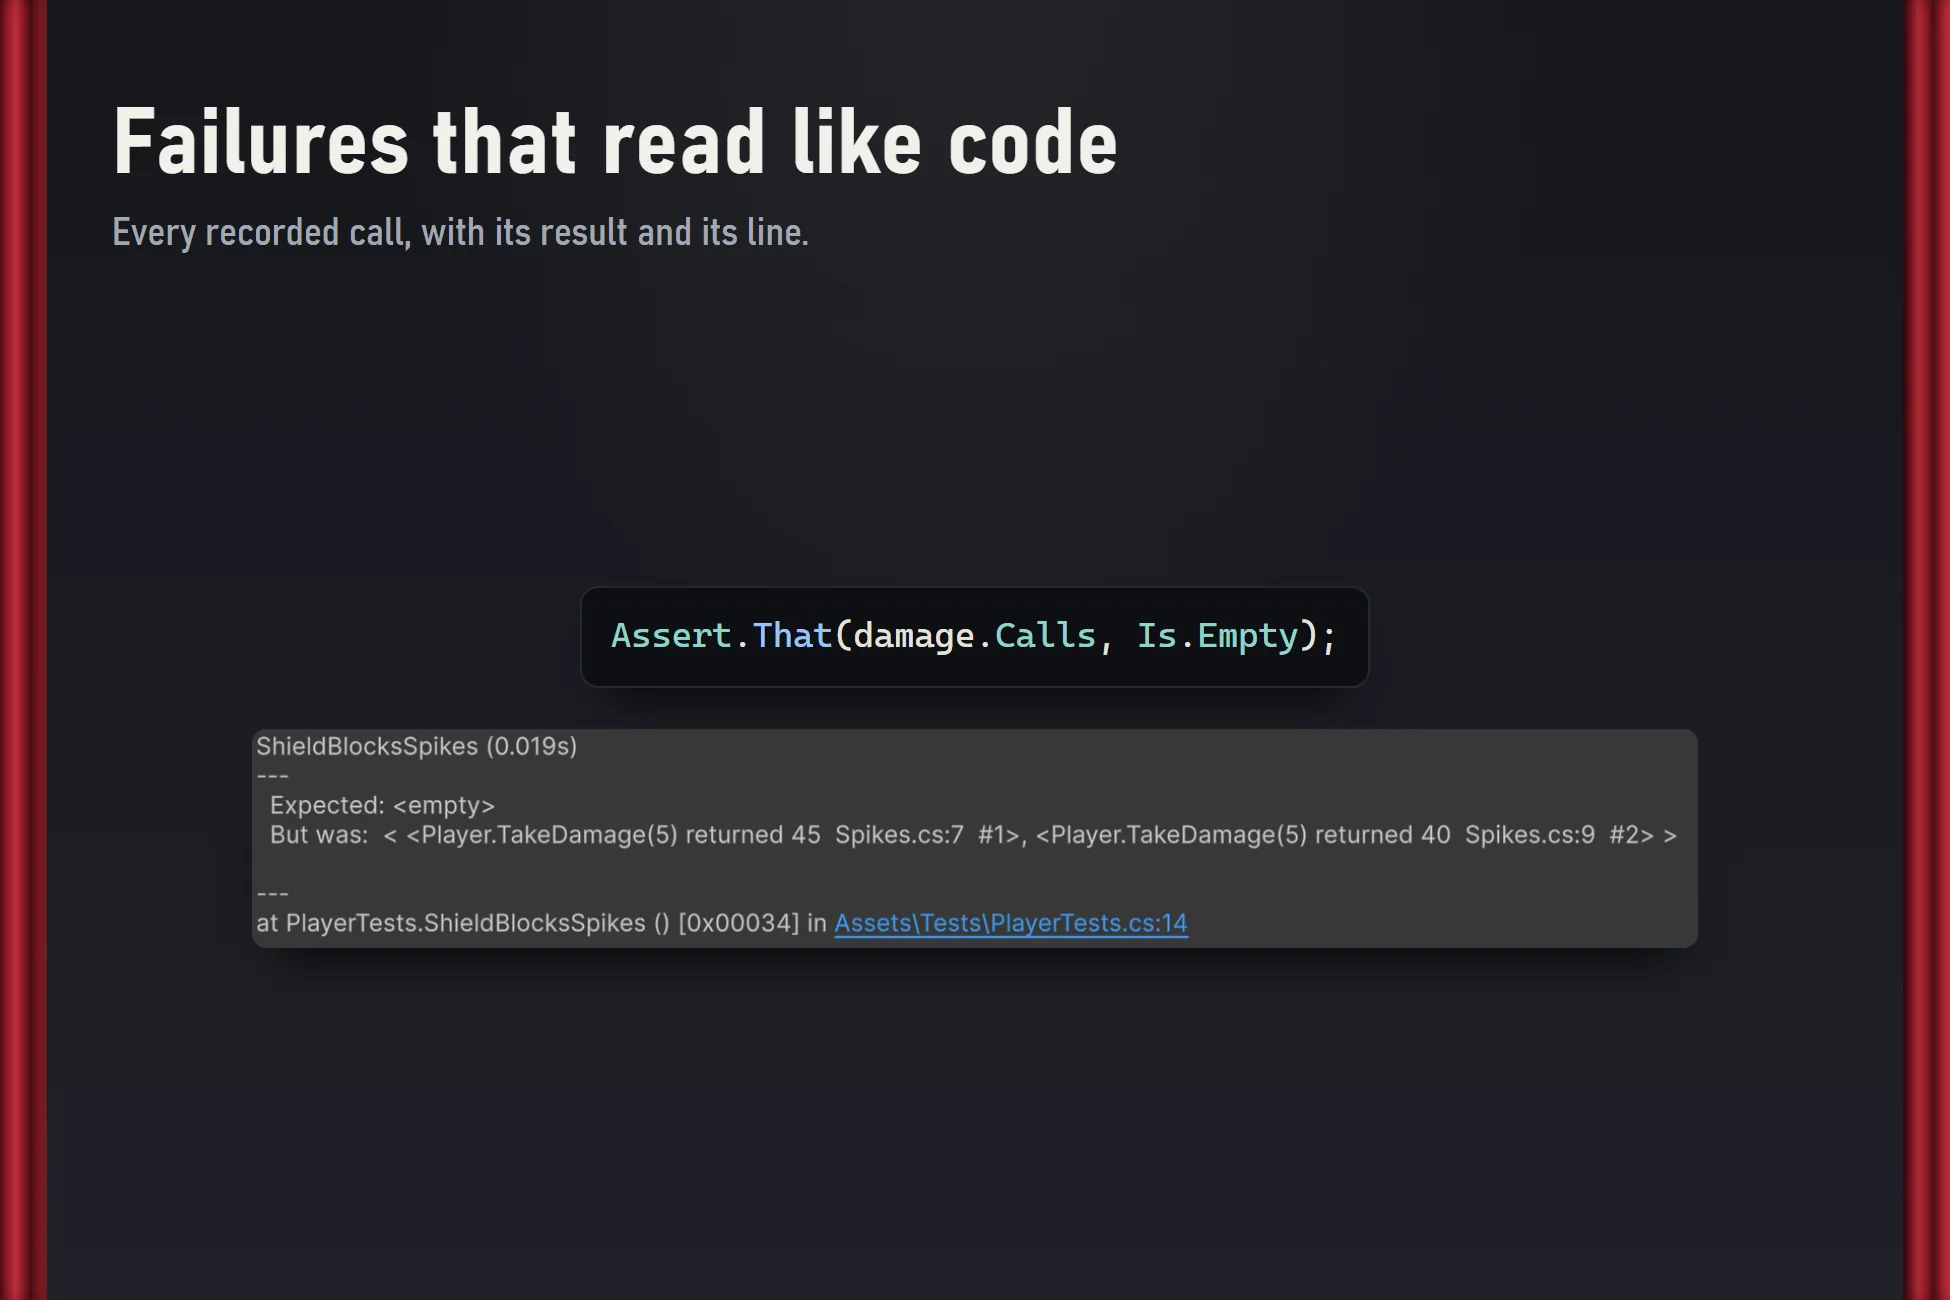 Failures that read like code
Every recorded call, with its result and its line.
Assert.That(damage.Calls, Is.Empty);
ShieldBlocksSpikes (0.019s)
---
Expected: <empty>
But was:  < <Player.TakeDamage(5) returned 45  Spikes.cs:7  #1>, <Player.TakeDamage(5) returned 40  Spikes.cs:9  #2> >
---
at PlayerTests.ShieldBlocksSpikes () [0x00034] in Assets\Tests\PlayerTests.cs:14